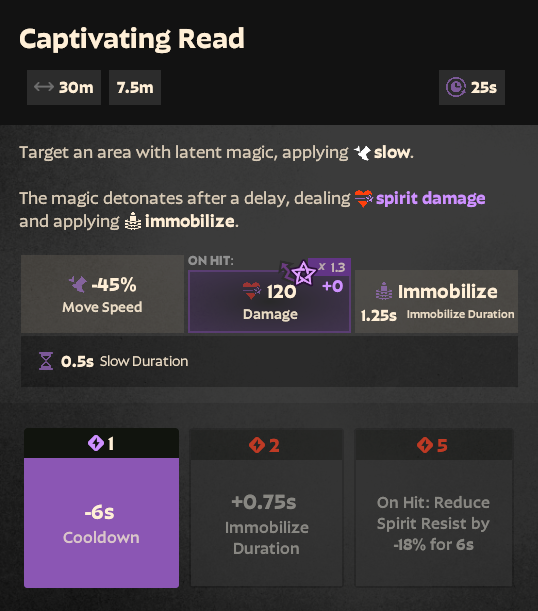 Captivating Read
30m
7.5m
25s
Target an area with latent magic, applying slow.
The magic detonates after a delay, dealing spirit damage
and applying immobilize.
-45%
Move Speed
ON HIT:
x 1.3
+0
120
Damage
Immobilize
1.25s Immobilize Duration
0.5s Slow Duration
1
-6s
Cooldown
2
+0.75s
Immobilize
Duration
5
On Hit: Reduce
Spirit Resist by
-18% for 6s